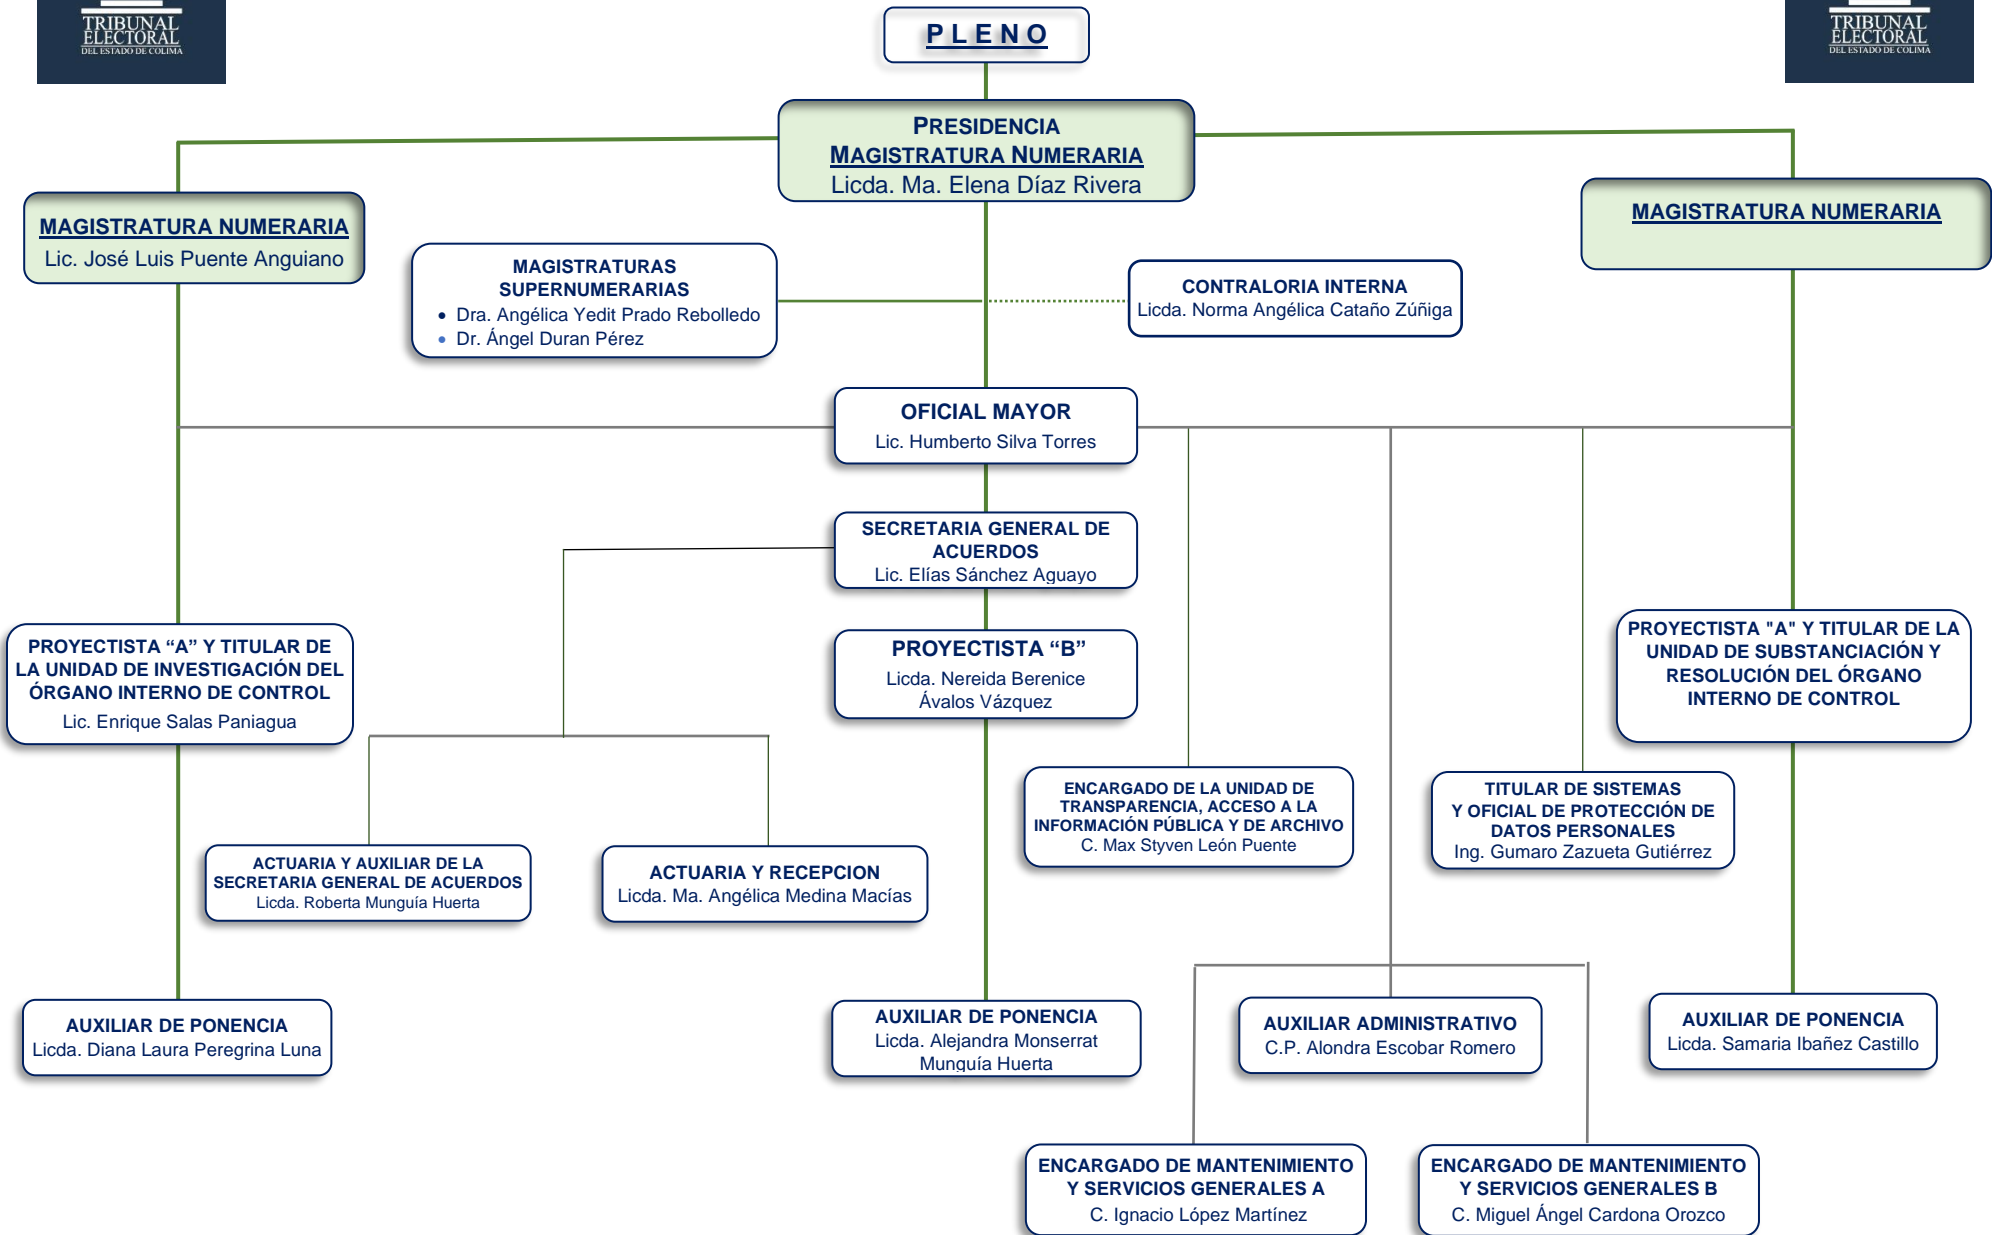 TRIBUNAL
ELECTORAL
DEL ESTADO DE COLIMA
P L E N O
TRIBUNAL
ELECTORAL
DEL ESTADO DE COLIMA
PRESIDENCIA
MAGISTRATURA NUMERARIA
Licda. Ma. Elena Díaz Rivera
MAGISTRATURA NUMERARIA
Lic. José Luis Puente Anguiano
MAGISTRATURA NUMERARIA
MAGISTRATURAS
SUPERNUMERARIAS
• Dra. Angélica Yedit Prado Rebolledo
• Dr. Ángel Duran Pérez
CONTRALORIA INTERNA
Licda. Norma Angélica Cataño Zúñiga
OFICIAL MAYOR
Lic. Humberto Silva Torres
SECRETARIA GENERAL DE
ACUERDOS
Lic. Elías Sánchez Aguayo
PROYECTISTA “A” Y TITULAR DE
LA UNIDAD DE INVESTIGACIÓN DEL
ÓRGANO INTERNO DE CONTROL
Lic. Enrique Salas Paniagua
PROYECTISTA “B”
Licda. Nereida Berenice
Ávalos Vázquez
PROYECTISTA "A" Y TITULAR DE LA
UNIDAD DE SUBSTANCIACIÓN Y
RESOLUCIÓN DEL ÓRGANO
INTERNO DE CONTROL
ENCARGADO DE LA UNIDAD DE
TRANSPARENCIA, ACCESO A LA
INFORMACIÓN PÚBLICA Y DE ARCHIVO
C. Max Styven León Puente
TITULAR DE SISTEMAS
Y OFICIAL DE PROTECCIÓN DE
DATOS PERSONALES
Ing. Gumaro Zazueta Gutiérrez
ACTUARIA Y AUXILIAR DE LA
SECRETARIA GENERAL DE ACUERDOS
Licda. Roberta Munguía Huerta
ACTUARIA Y RECEPCION
Licda. Ma. Angélica Medina Macías
AUXILIAR DE PONENCIA
Licda. Diana Laura Peregrina Luna
AUXILIAR DE PONENCIA
Licda. Alejandra Monserrat
Munguía Huerta
AUXILIAR ADMINISTRATIVO
C.P. Alondra Escobar Romero
AUXILIAR DE PONENCIA
Licda. Samaria Ibañez Castillo
ENCARGADO DE MANTENIMIENTO
Y SERVICIOS GENERALES A
C. Ignacio López Martínez
ENCARGADO DE MANTENIMIENTO
Y SERVICIOS GENERALES B
C. Miguel Ángel Cardona Orozco